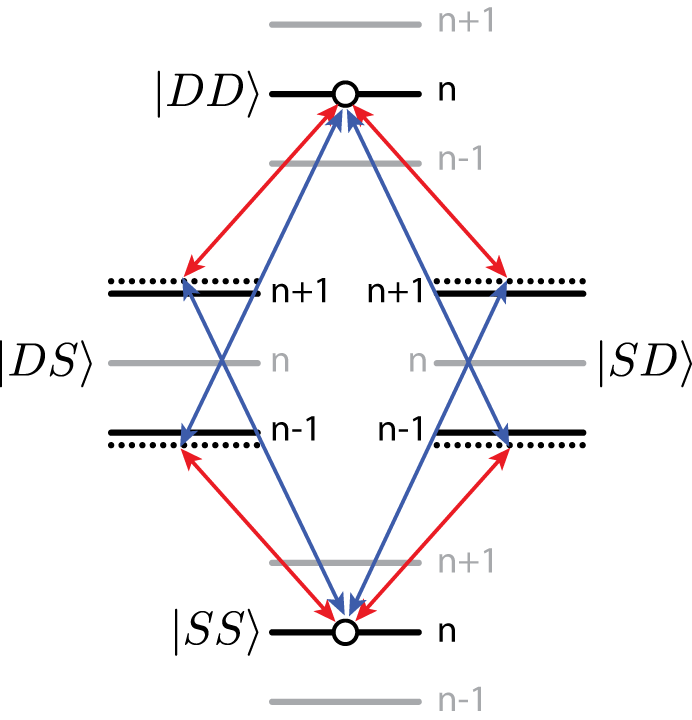 n+1
|DD⟩ n
n-1
n+1 n+1
|DS⟩ n n |SD⟩
n-1 n-1
n+1
|SS⟩ n
n-1